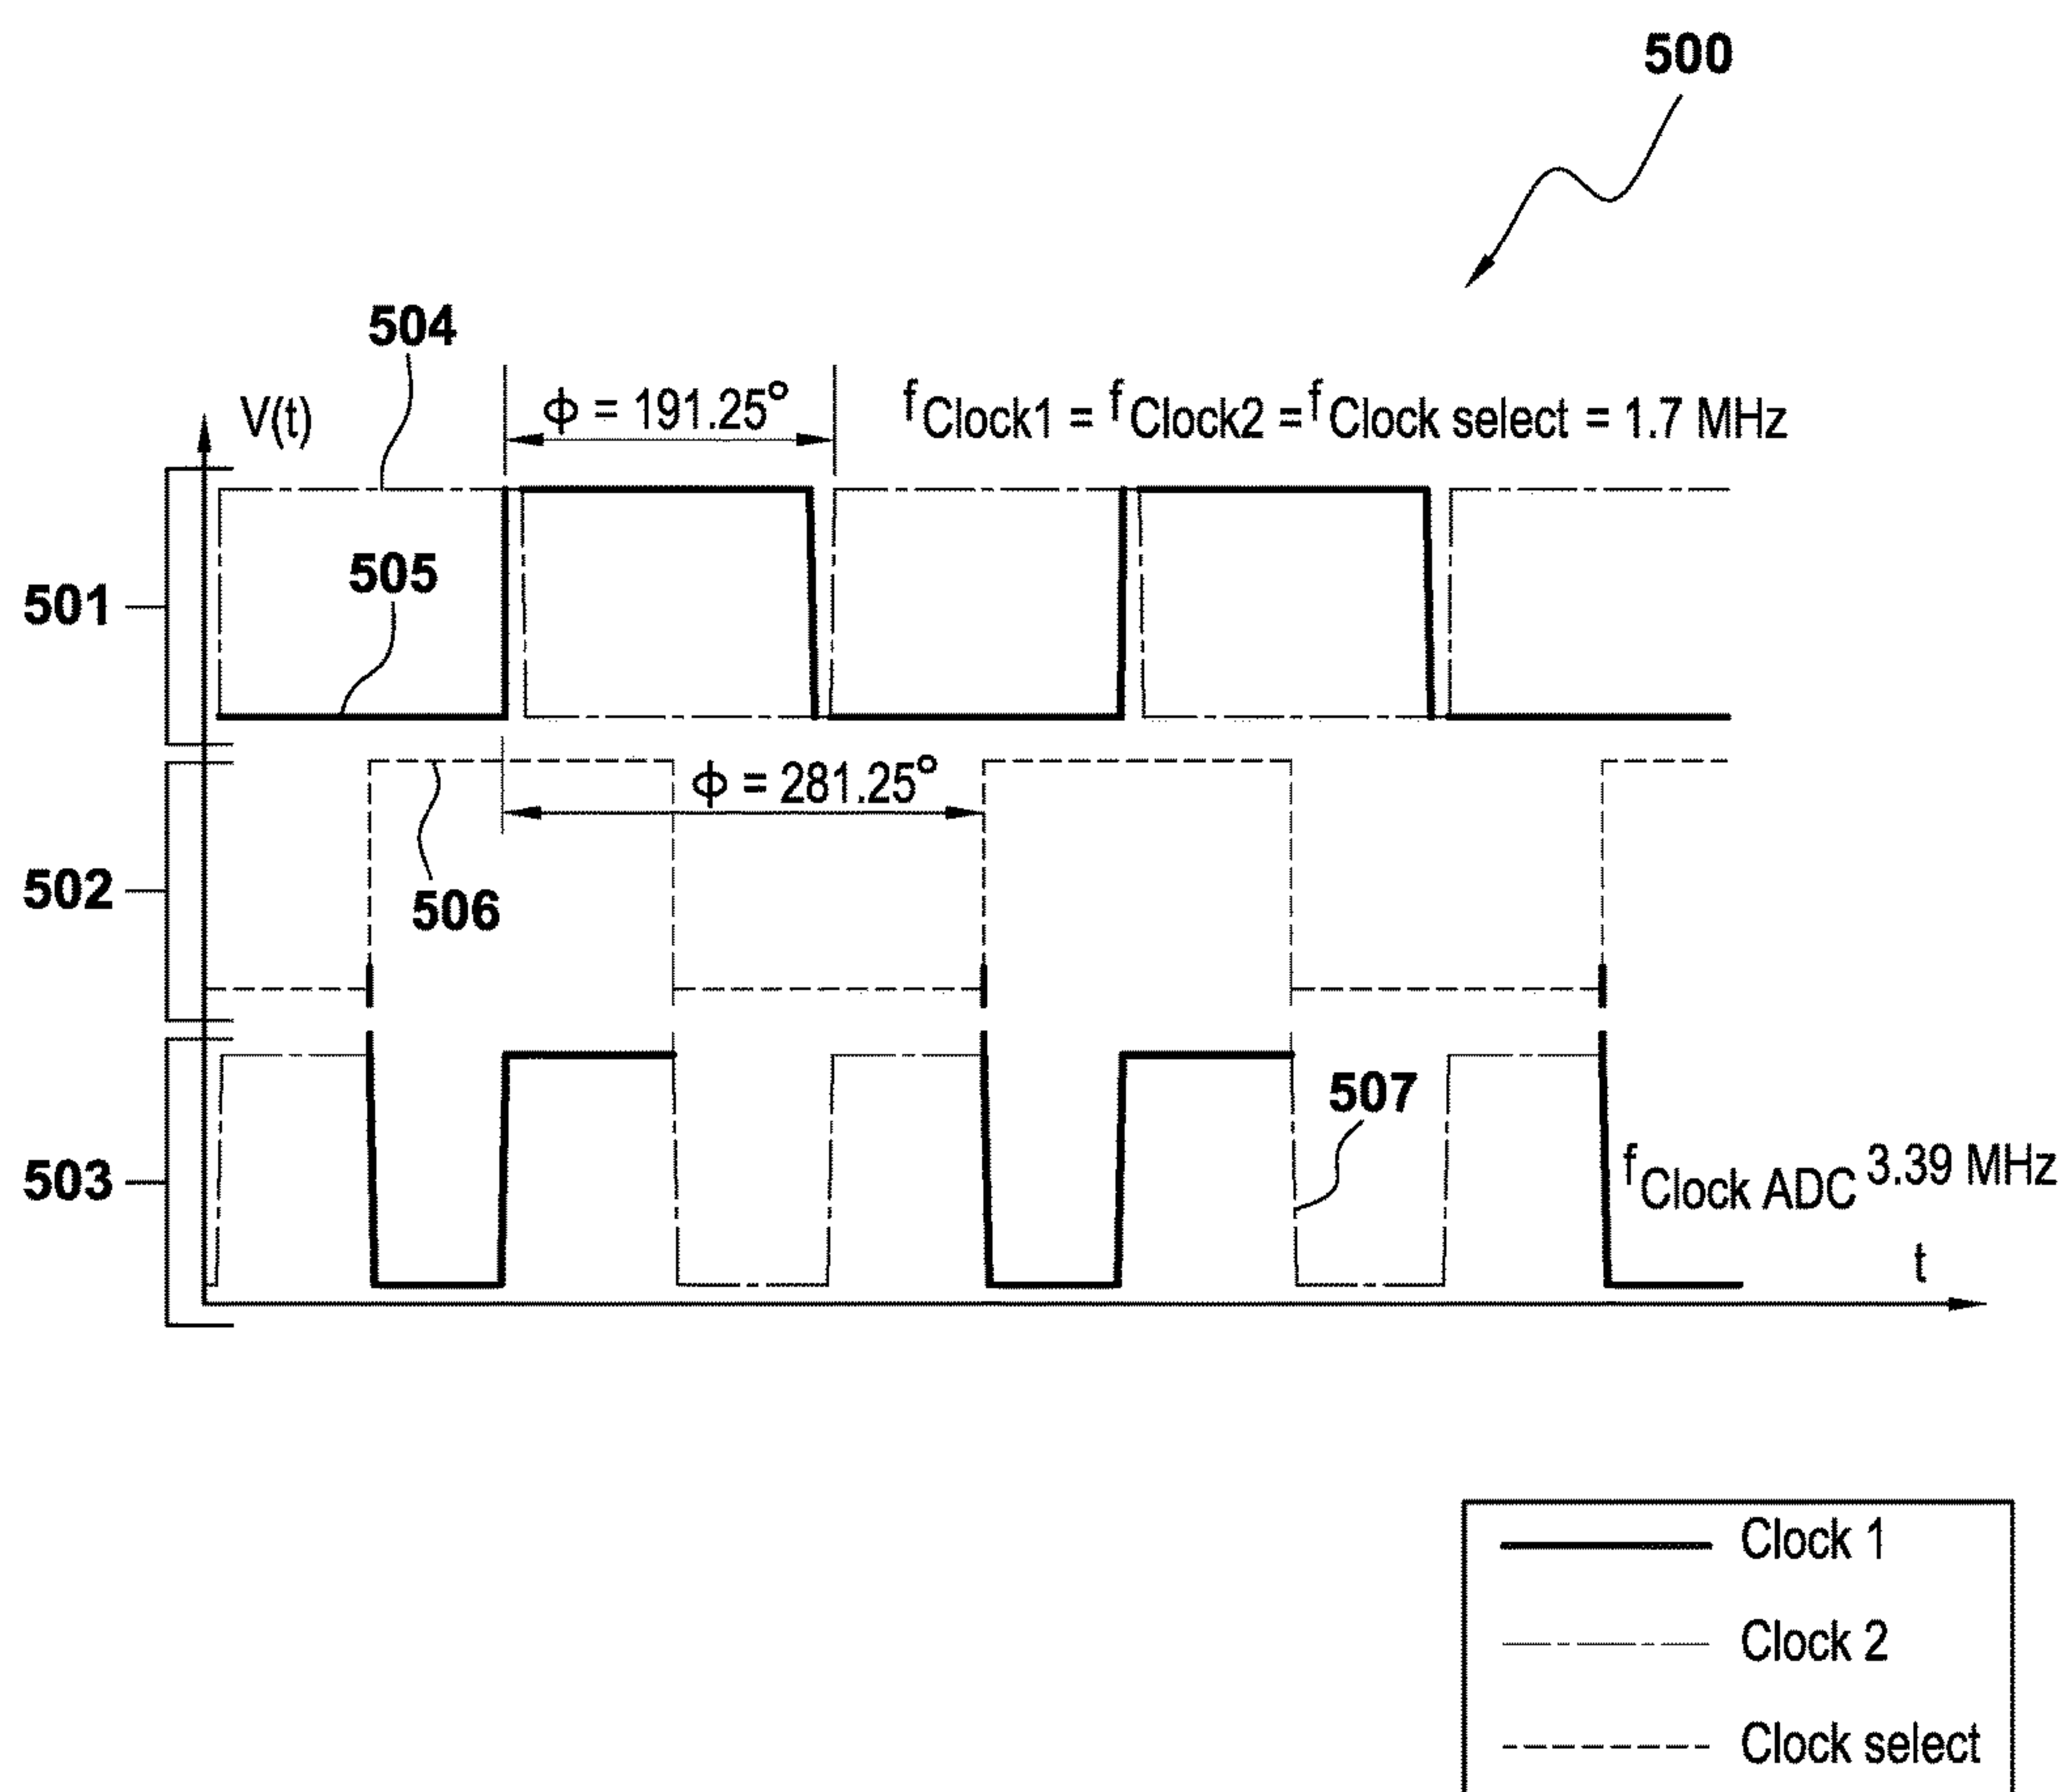 500
504
V(t)
ϕ = 191.25°
fClock1 = fClock2 = fClock select = 1.7 MHz
505
501
ϕ = 281.25°
502
506
507
503
fClock ADC 3.39 MHz
t
Clock 1
Clock 2
Clock select